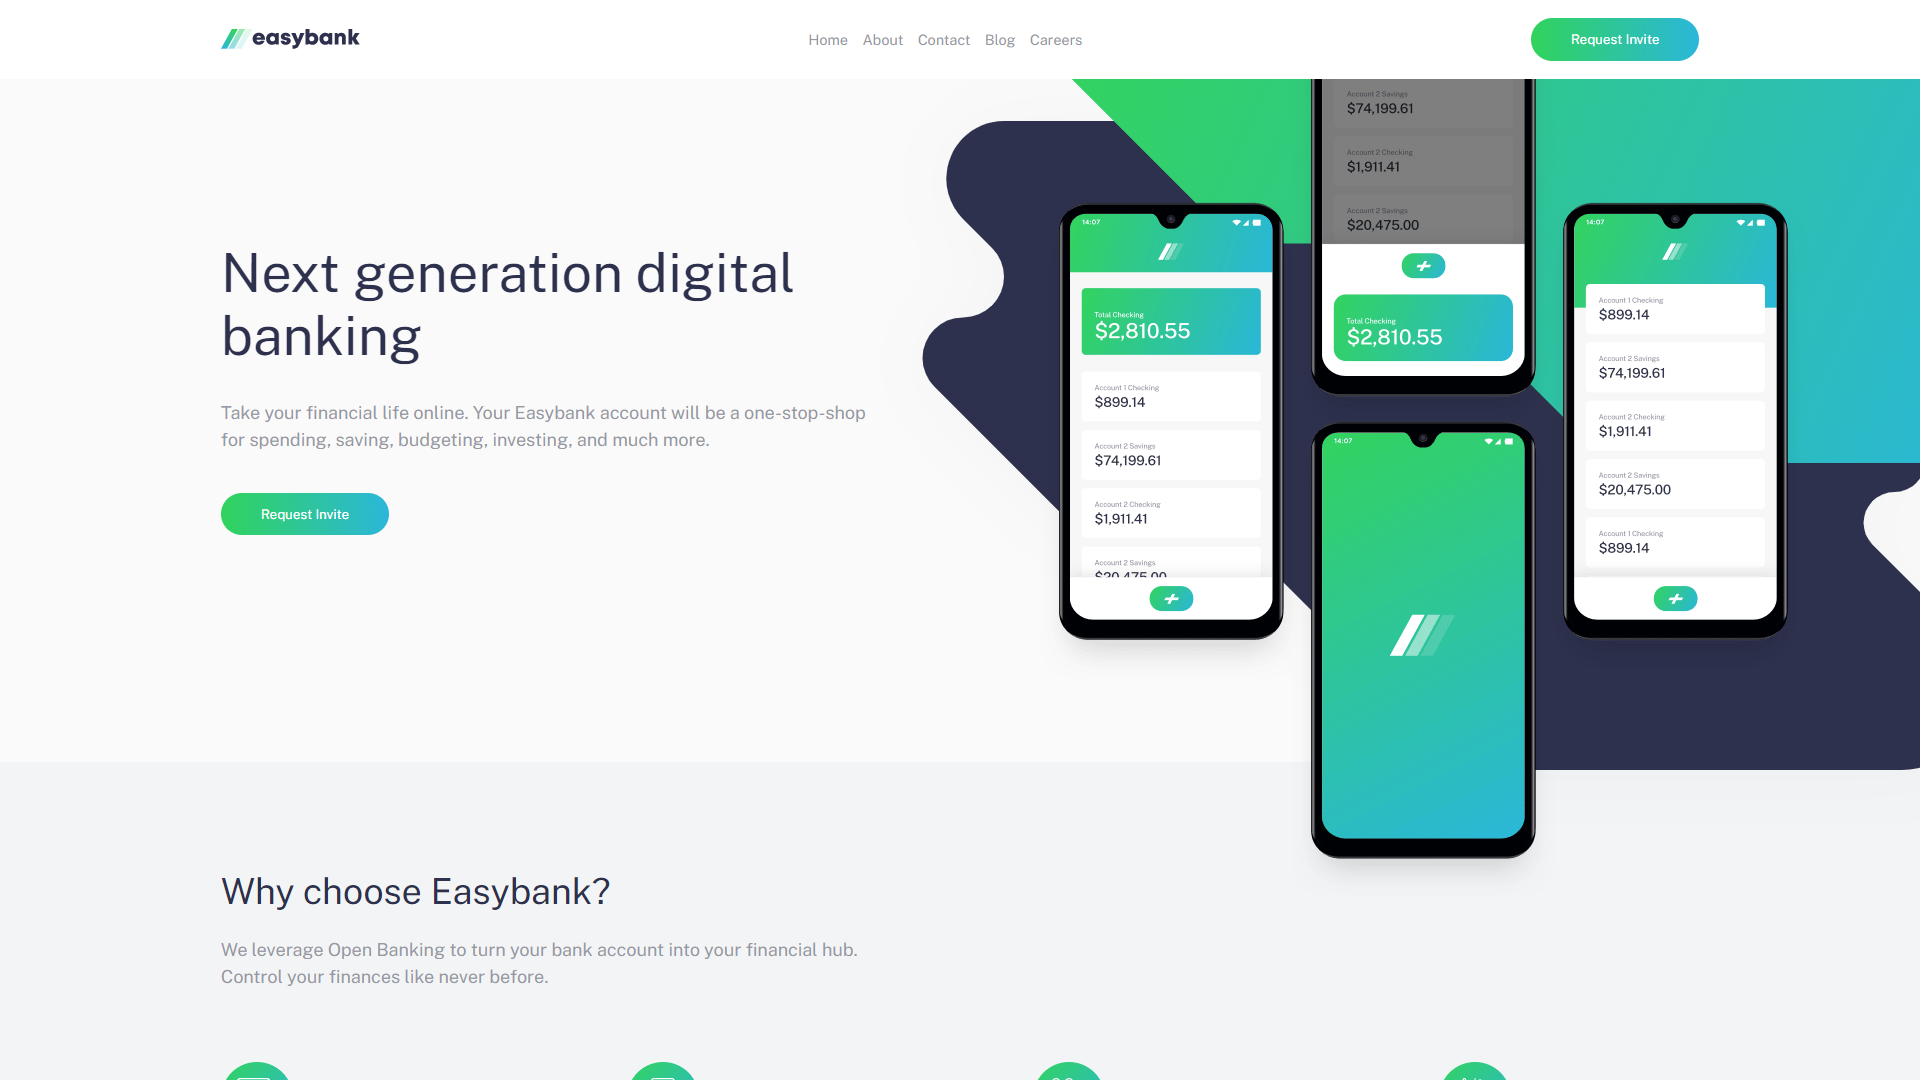 easybank
Home About Contact Blog Careers
Request Invite
Next generation digital
banking
Take your financial life online. Your Easybank account will be a one-stop-shop
for spending, saving, budgeting, investing, and much more.
Request Invite
14:07
Total Checking
$2,810.55
Account 1 Checking
$899.14
Account 2 Savings
$74,199.61
Account 2 Checking
$1,911.41
Account 2 Savings
$20,475.00
Account 2 Savings
$74,199.61
Account 2 Checking
$1,911.41
Account 2 Savings
$20,475.00
Total Checking
$2,810.55
14:07
14:07
Account 1 Checking
$899.14
Account 2 Savings
$74,199.61
Account 2 Checking
$1,911.41
Account 2 Savings
$20,475.00
Account 1 Checking
$899.14
Why choose Easybank?
We leverage Open Banking to turn your bank account into your financial hub.
Control your finances like never before.